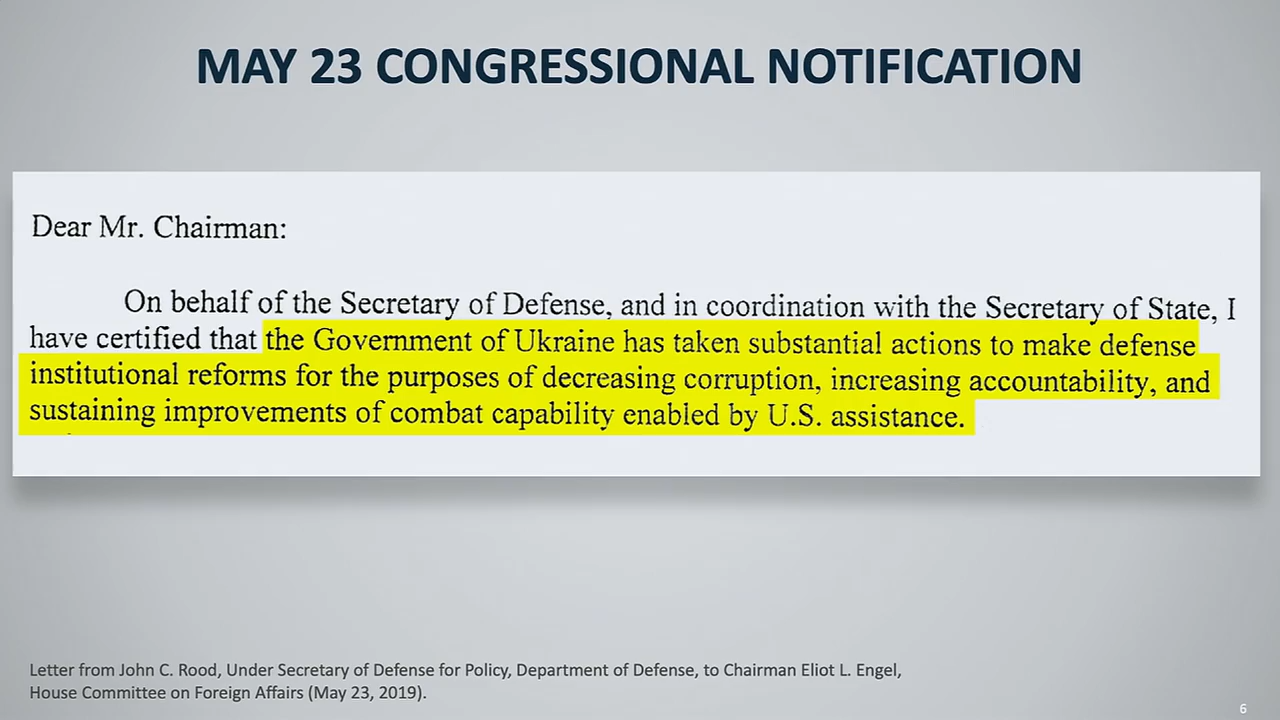 MAY 23 CONGRESSIONAL NOTIFICATION
Dear Mr. Chairman:
On behalf of the Secretary of Defense, and in coordination with the Secretary of State, I
have certified that the Government of Ukraine has taken substantial actions to make defense
institutional reforms for the purposes of decreasing corruption, increasing accountability, and
sustaining improvements of combat capability enabled by U.S. assistance.
Letter from John C. Rood, Under Secretary of Defense for Policy, Department of Defense, to Chairman Eliot L. Engel,
House Committee on Foreign Affairs (May 23, 2019).
6